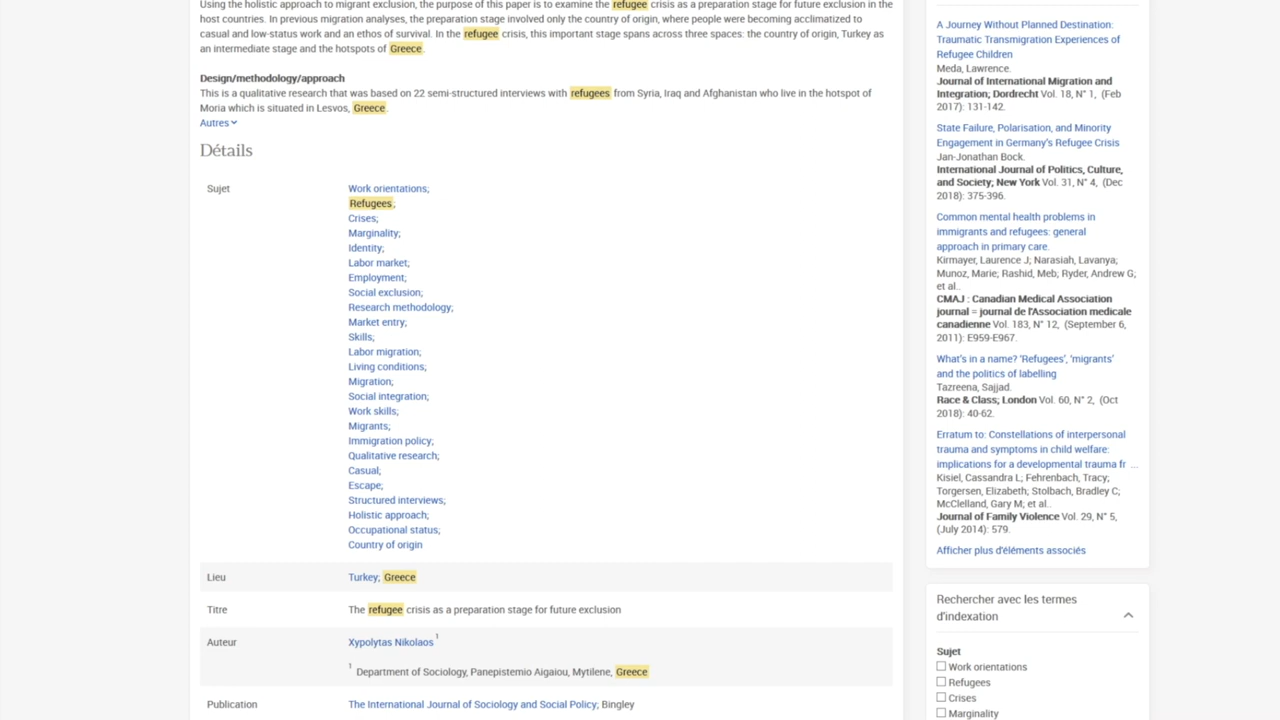 Using the holistic approach to migrant exclusion, the purpose of this paper is to examine the refugee crisis as a preparation stage for future exclusion in the
host countries. In previous migration analyses, the preparation stage involved only the country of origin, where people were becoming acclimatized to
casual and low-status work and an ethos of survival. In the refugee crisis, this important stage spans across three spaces: the country of origin, Turkey as
an intermediate stage and the hotspots of Greece.
Design/methodology/approach
This is a qualitative research that was based on 22 semi-structured interviews with refugees from Syria, Iraq and Afghanistan who live in the hotspot of
Moria which is situated in Lesvos, Greece.
Autres
Détails
Sujet
Work orientations;
Refugees;
Crises;
Marginality;
Identity;
Labor market;
Employment;
Social exclusion;
Research methodology;
Market entry;
Skills;
Labor migration;
Living conditions;
Migration;
Social integration;
Work skills;
Migrants;
Immigration policy;
Qualitative research;
Casual;
Escape;
Structured interviews;
Holistic approach;
Occupational status;
Country of origin
Lieu Turkey; Greece
Titre The refugee crisis as a preparation stage for future exclusion
Auteur Xypolytas Nikolaos 1
1 Department of Sociology, Panepistemio Aigaiou, Mytilene, Greece
Publication The International Journal of Sociology and Social Policy; Bingley
A Journey Without Planned Destination:
Traumatic Transmigration Experiences of
Refugee Children
Meda, Lawrence.
Journal of International Migration and
Integration; Dordrecht Vol. 18, N° 1, (Feb
2017): 131-142.
State Failure, Polarisation, and Minority
Engagement in Germany's Refugee Crisis
Jan-Jonathan Bock.
International Journal of Politics, Culture,
and Society; New York Vol. 31, N° 4, (Dec
2018): 375-396.
Common mental health problems in
immigrants and refugees: general
approach in primary care.
Kirmayer, Laurence J; Narasiah, Lavanya;
Munoz, Marie; Rashid, Meb; Ryder, Andrew G;
et al..
CMAJ : Canadian Medical Association
journal = journal de l'Association medicale
canadienne Vol. 183, N° 12, (September 6,
2011): E959-E967.
What's in a name? 'Refugees', 'migrants'
and the politics of labelling
Tazreena, Sajjad.
Race & Class; London Vol. 60, N° 2, (Oct
2018): 40-62.
Erratum to: Constellations of interpersonal
trauma and symptoms in child welfare:
implications for a developmental trauma fr ...
Kisiel, Cassandra L; Fehrenbach, Tracy;
Torgersen, Elizabeth; Stolbach, Bradley C;
McClelland, Gary M; et al..
Journal of Family Violence Vol. 29, N° 5,
(July 2014): 579.
Afficher plus d'éléments associés
Rechercher avec les termes
d'indexation
Sujet
Work orientations
Refugees
Crises
Marginality